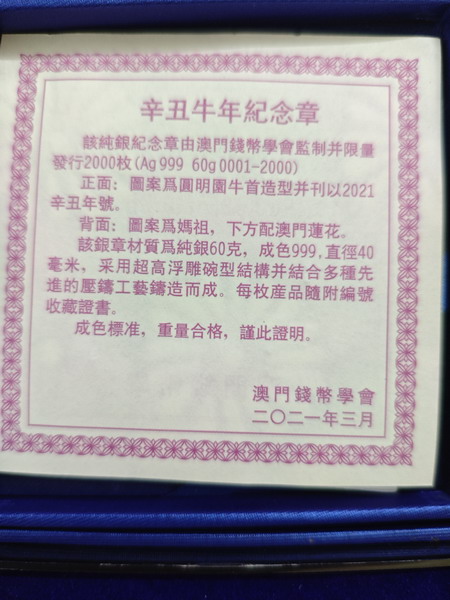 辛丑牛年紀念章
該純銀紀念章由澳門錢幣學會監制并限量
發行2000枚(Ag999 60g0001-2000)
正面：圖案爲圓明園牛首造型并刊以2021
辛丑年號。
背面：圖案爲媽祖，下方配澳門蓮花。
該銀章材質爲純銀60克，成色999,直徑40
毫米，采用超高浮雕碗型結構并結合多種先
進的壓鑄工藝鑄造而成。每枚産品隨附編號
收藏證書。
成色標准，重量合格，謹此證明。
澳門錢幣學會
二〇二一年三月